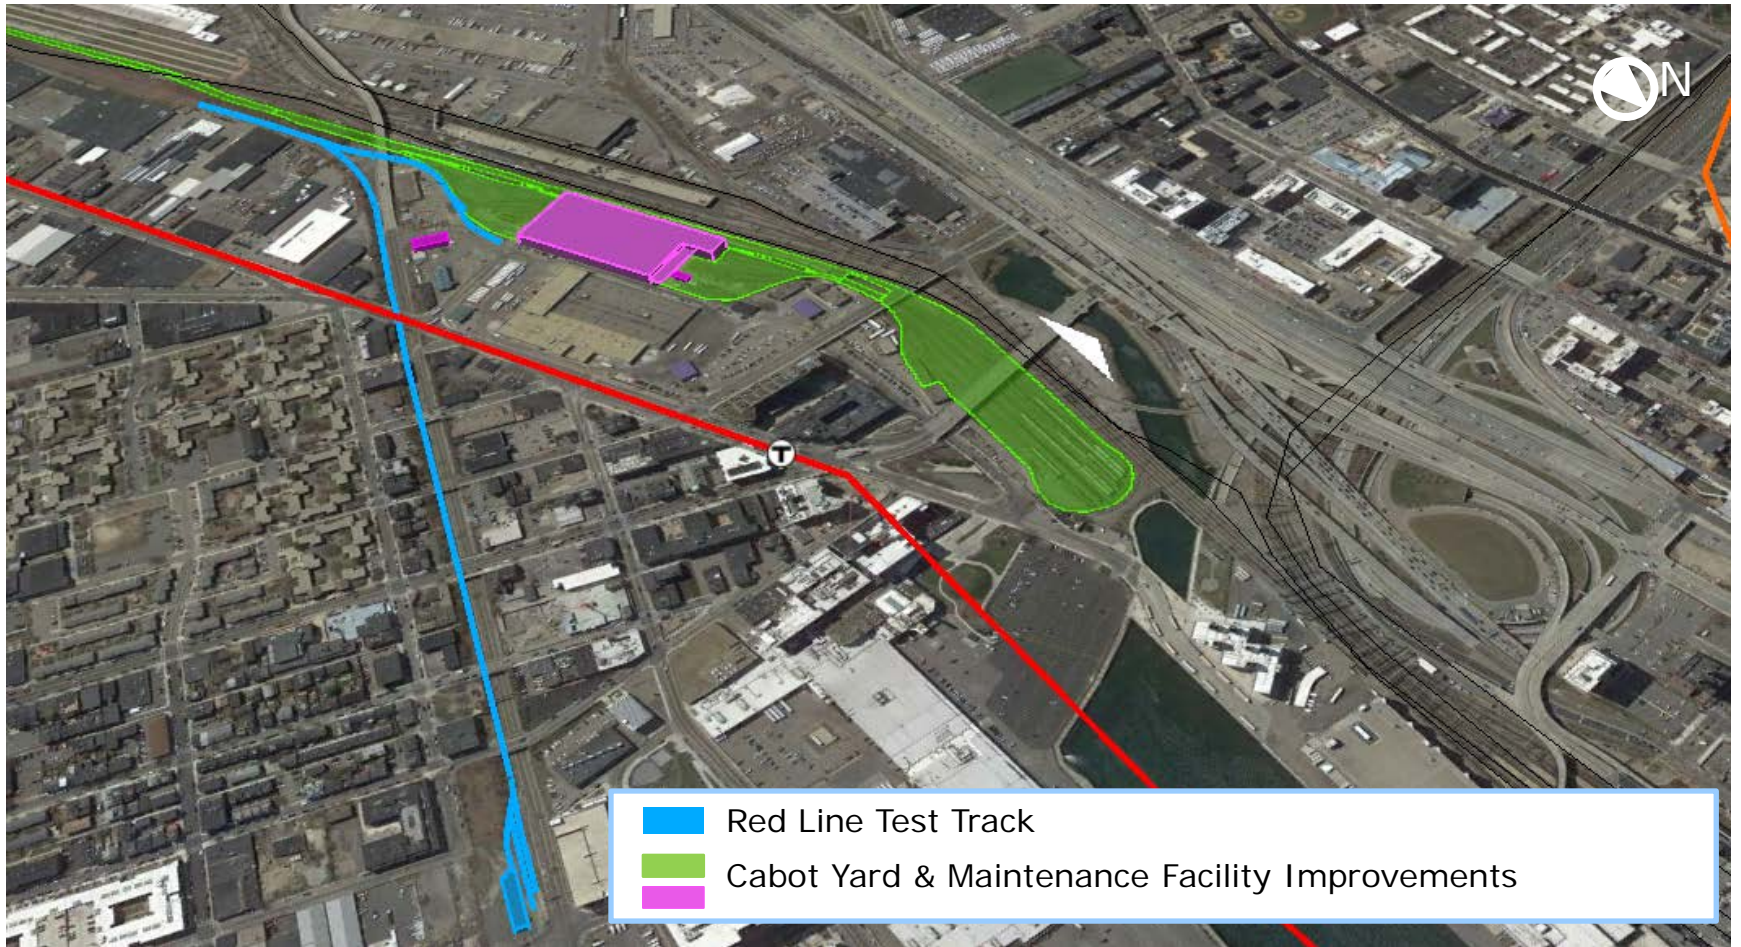 N
T
Red Line Test Track
Cabot Yard & Maintenance Facility Improvements